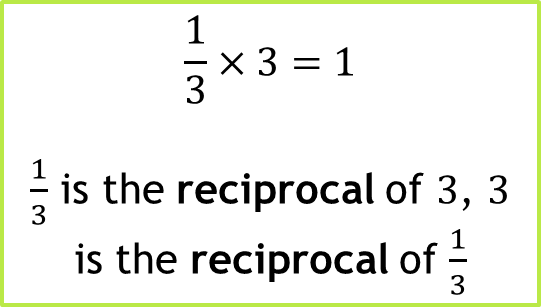 1/3 × 3 = 1
1/3 is the reciprocal of 3, 3
is the reciprocal of 1/3